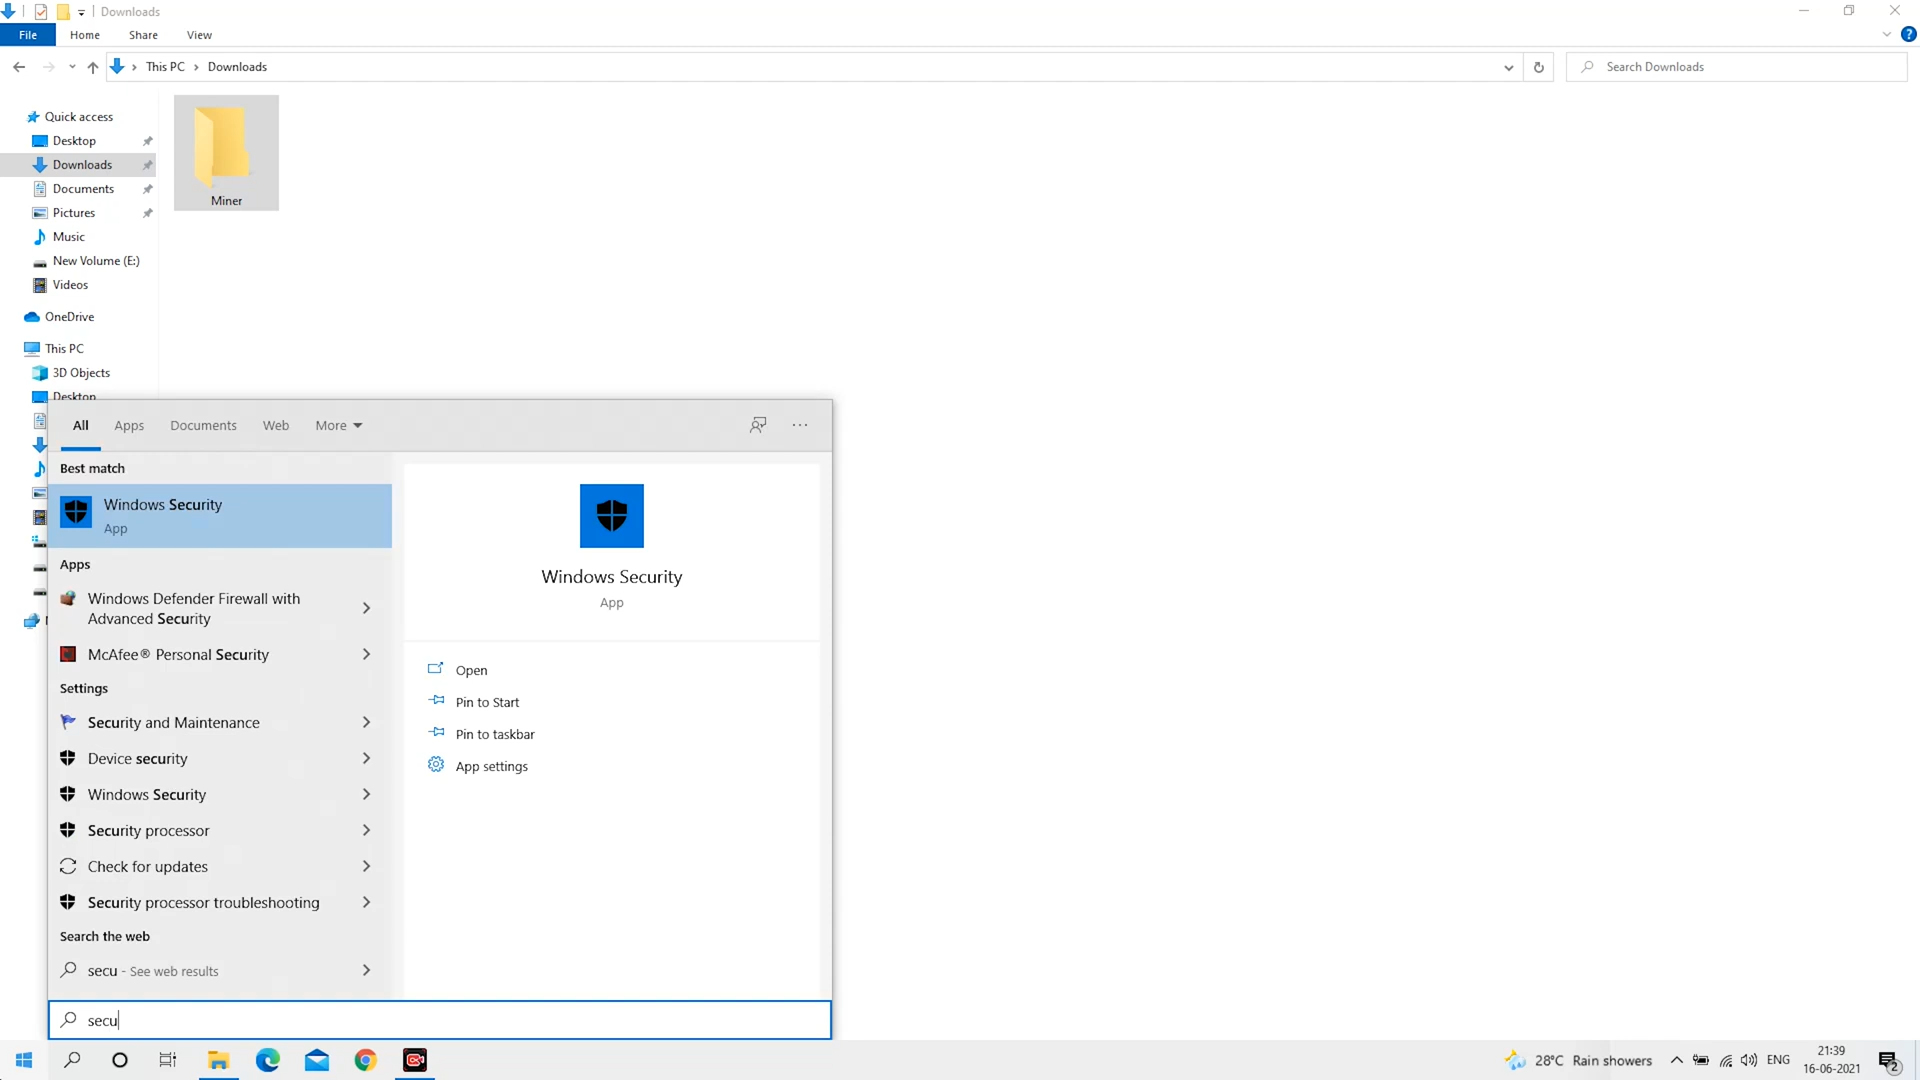 Downloads
File
Home
Share
View
This PC
Downloads
Search Downloads
Quick access
Desktop
Downloads
Documents
Pictures
Music
New Volume (E:)
Videos
OneDrive
This PC
3D Objects
Desktop
Miner
All
Apps
Documents
Web
More
Best match
Windows Security
App
Apps
Windows Defender Firewall with
Advanced Security
McAfee® Personal Security
Settings
Security and Maintenance
Device security
Windows Security
Security processor
Check for updates
Security processor troubleshooting
Search the web
secu - See web results
Windows Security
App
Open
Pin to Start
Pin to taskbar
App settings
secu
28°C Rain showers
ENG
21:39
16-06-2021
2